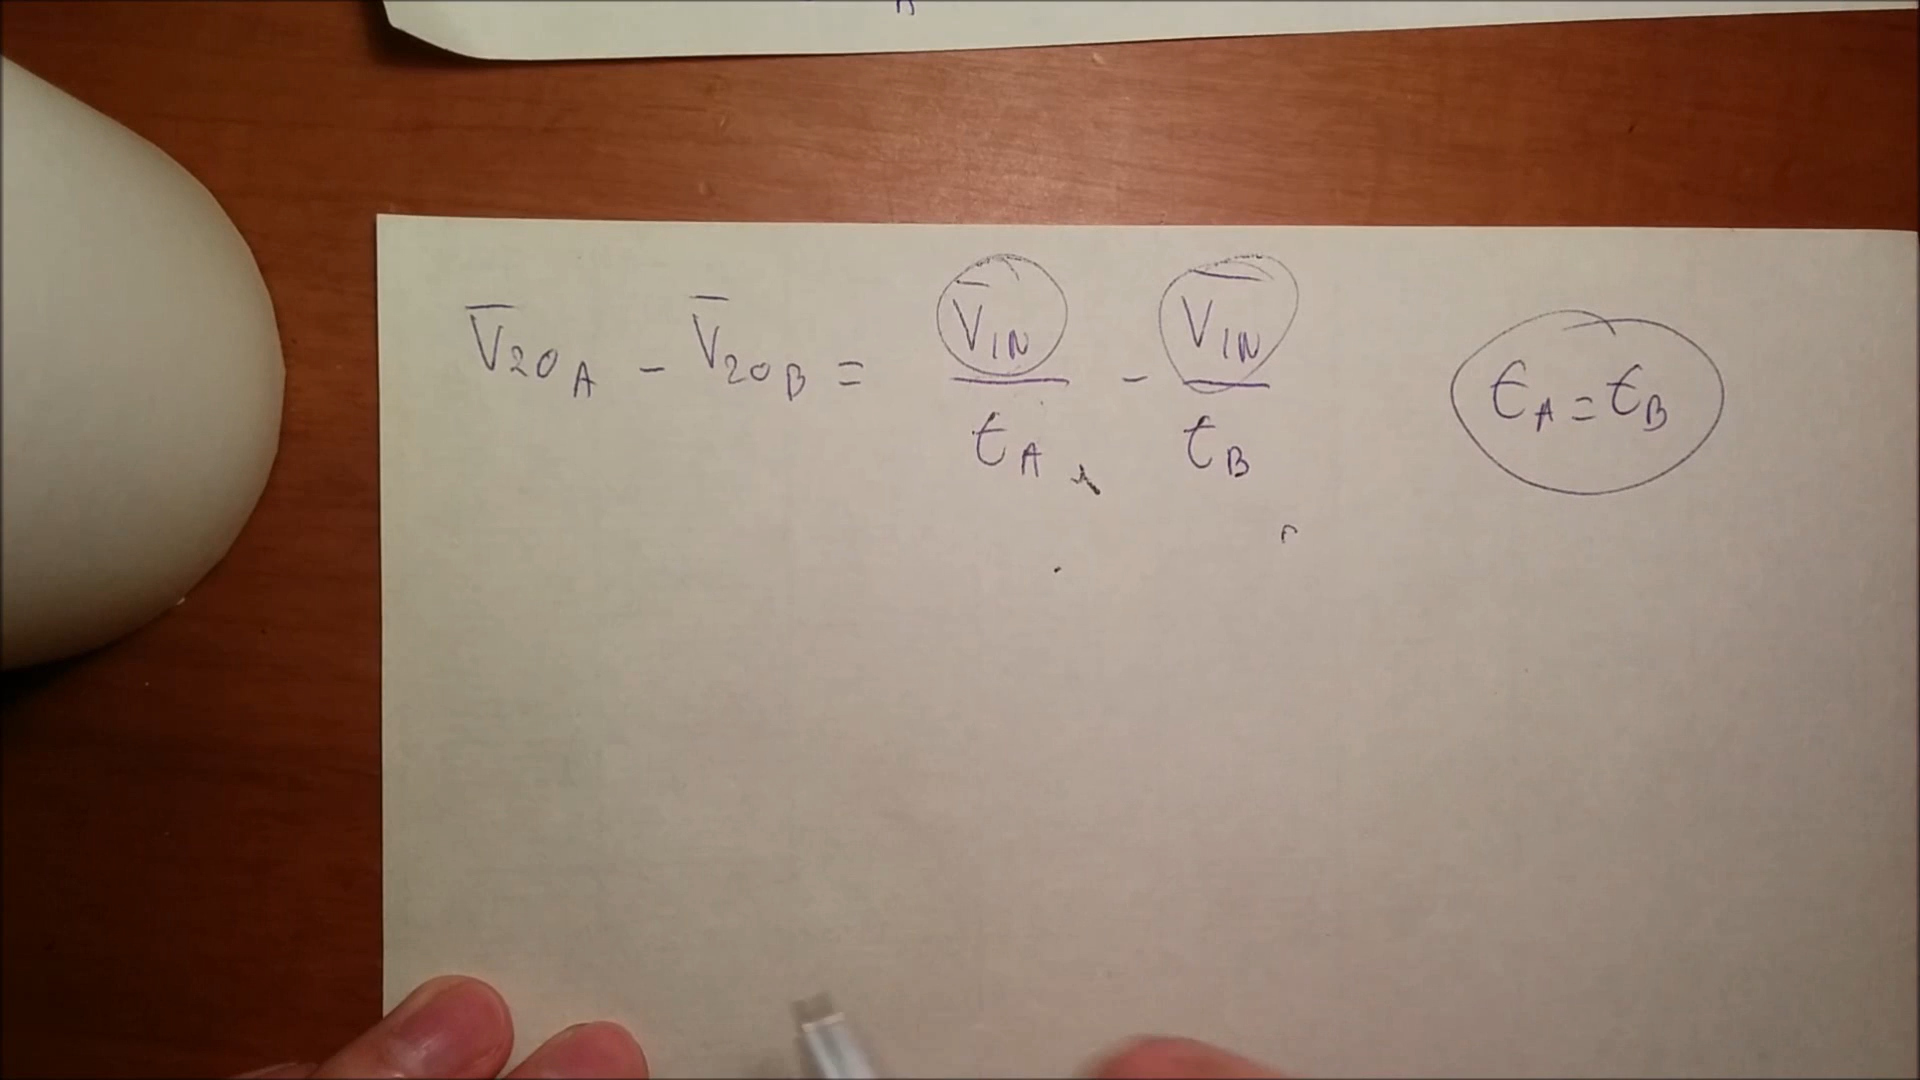 V̅20A - V̅20B = V̅IN/tA - V̅IN/tB tA = tB